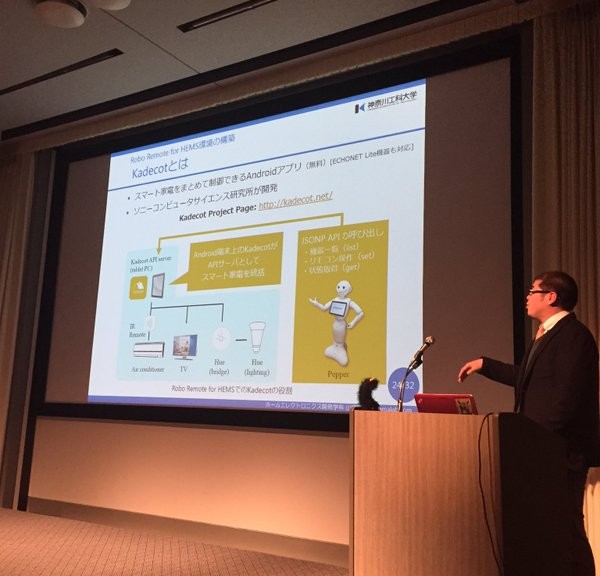 神奈川工科大学
Robo Remote for HEMS環境の構築
Kadecotとは
• スマート家電をまとめて制御できるAndroidアプリ（無料）[ECHONET Lite機器も対応]
• ソニーコンピュータサイエンス研究所が開発
Kadecot Project Page: http://kadecot.net/
Kadecot API server
(tablet PC)
Android端末上のKadecotが
APIサーバとして
スマート家電を統括
JSONP APIの呼び出し
・機器一覧 (list)
・リモコン操作 (set)
・状態取得 (get)
IR
Remote
Air conditioner
TV
Hue
(bridge)
Hue
(lighting)
Pepper
Robo Remote for HEMSでのKadecotの役割
24/32
ホームエレクトロニクス開発学科